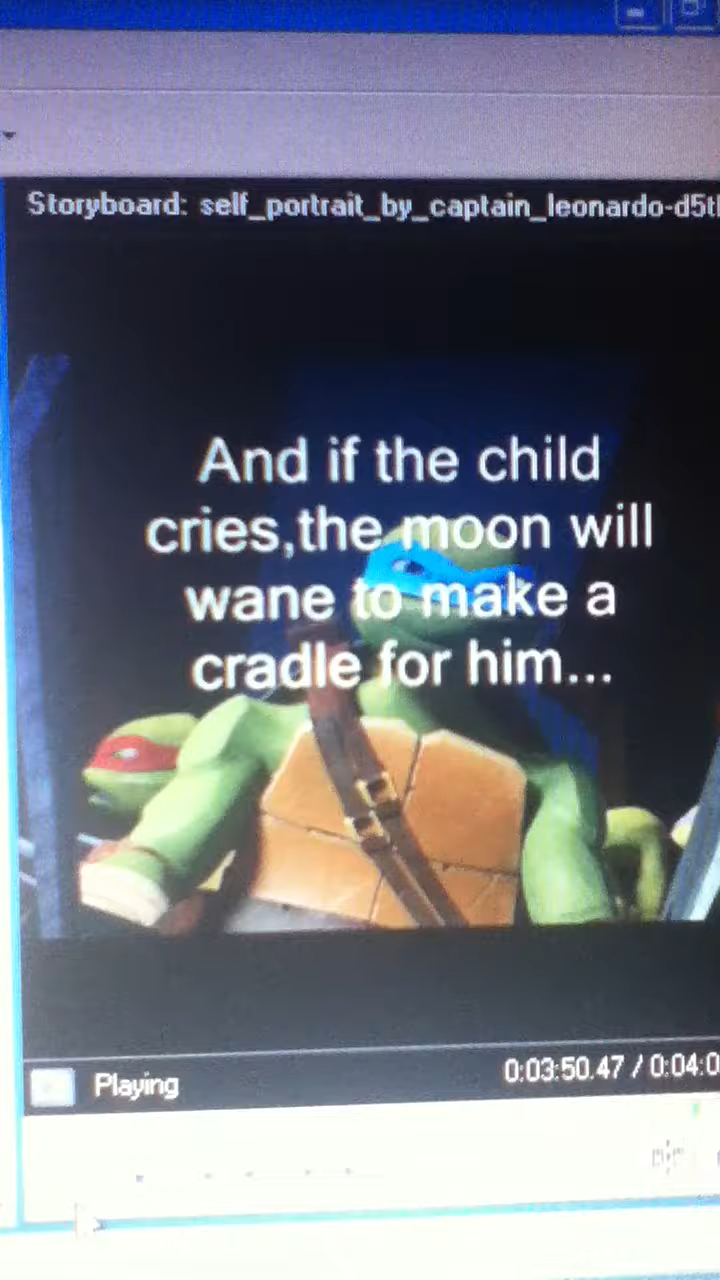 Storyboard: self_portrait_by_captain_leonardo-d5t
And if the child
cries,the moon will
wane to make a
cradle for him...
Playing
0:03:50.47 / 0:04:0